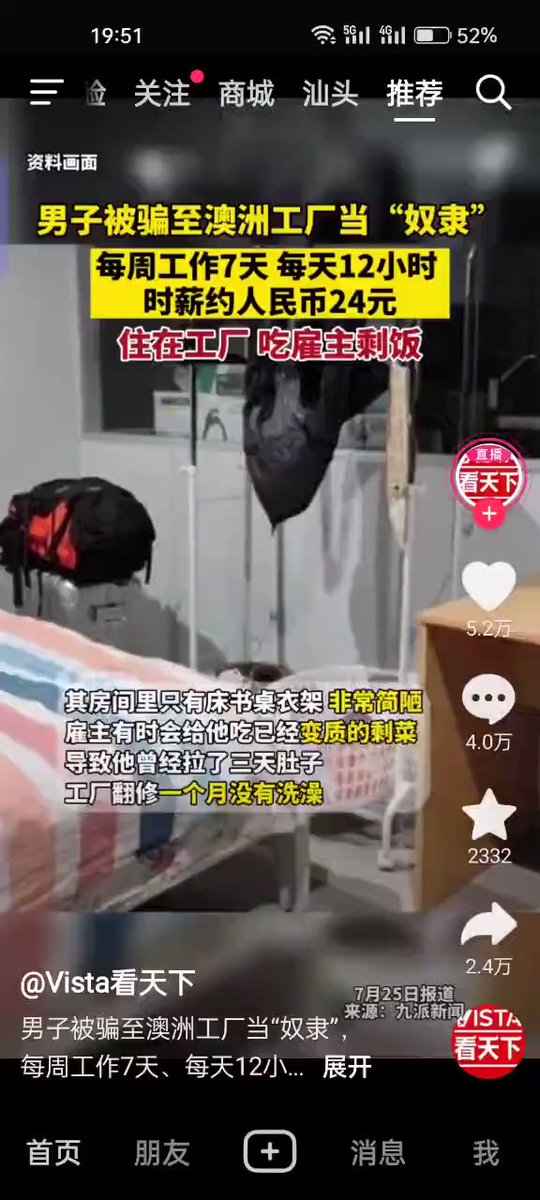 19:51
5G
4G
52%
验
关注
商城
汕头
推荐
资料画面
男子被骗至澳洲工厂当“奴隶”
每周工作7天 每天12小时
时薪约人民币24元
住在工厂 吃雇主剩饭
直播
看天下
5.2万
其房间里只有床书桌衣架 非常简陋
雇主有时会给他吃已经变质的剩菜
导致他曾经拉了三天肚子
工厂翻修一个月没有洗澡
4.0万
2332
2.4万
@Vista看天下
7月25日报道
来源：九派新闻
男子被骗至澳洲工厂当“奴隶”，
每周工作7天、每天12小... 展开
VISTA
看天下
首页
朋友
消息
我